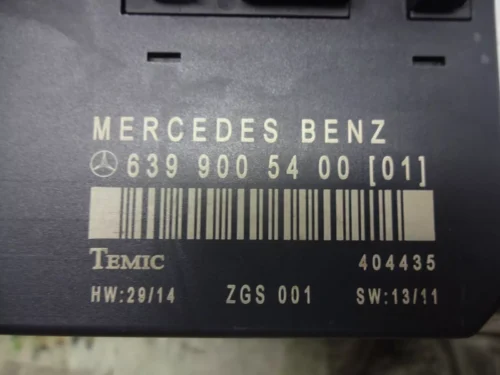 MERCEDES BENZ
639 900 54 00 [01]
TEMIC 404435
HW:29/14 ZGS 001 SW:13/11